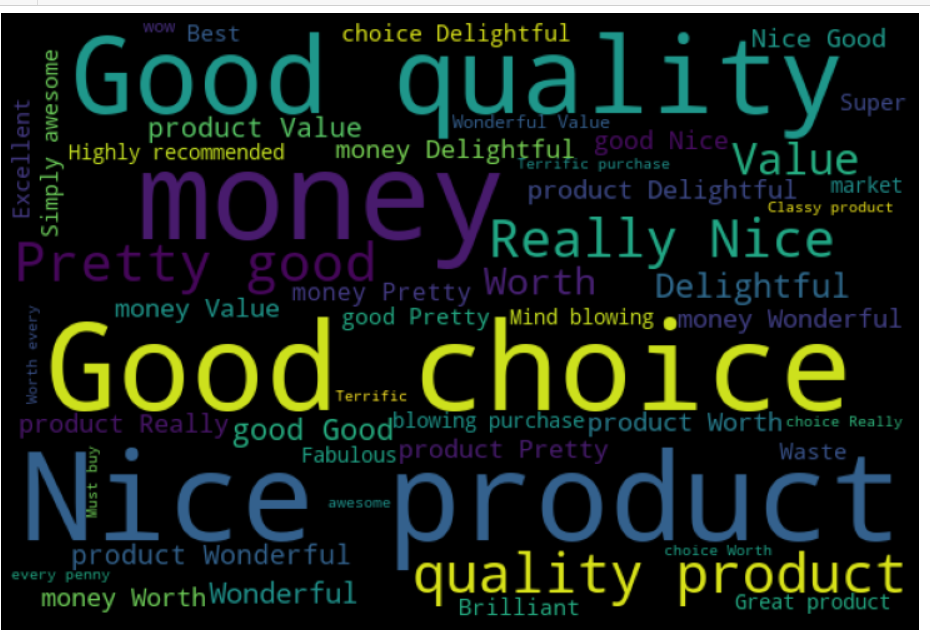 wow
Best
choice Delightful
Nice Good
Good quality
Simply awesome
Excellent
Super
product Value
Wonderful Value
good Nice
Highly recommended
money Delightful
Terrific purchase
Value
money
product Delightful
market
Classy product
Really Nice
Pretty good
money Pretty
Worth
Delightful
money Value
good Pretty
Mind blowing
money Wonderful
Worth every
Good choice
Terrific
product Really
good Good
blowing purchase
product Worth
choice Really
Must buy
Fabulous
product Pretty
Waste
Nice product
awesome
product Wonderful
choice Worth
every penny
quality product
money Worth
Wonderful
Brilliant
Great product